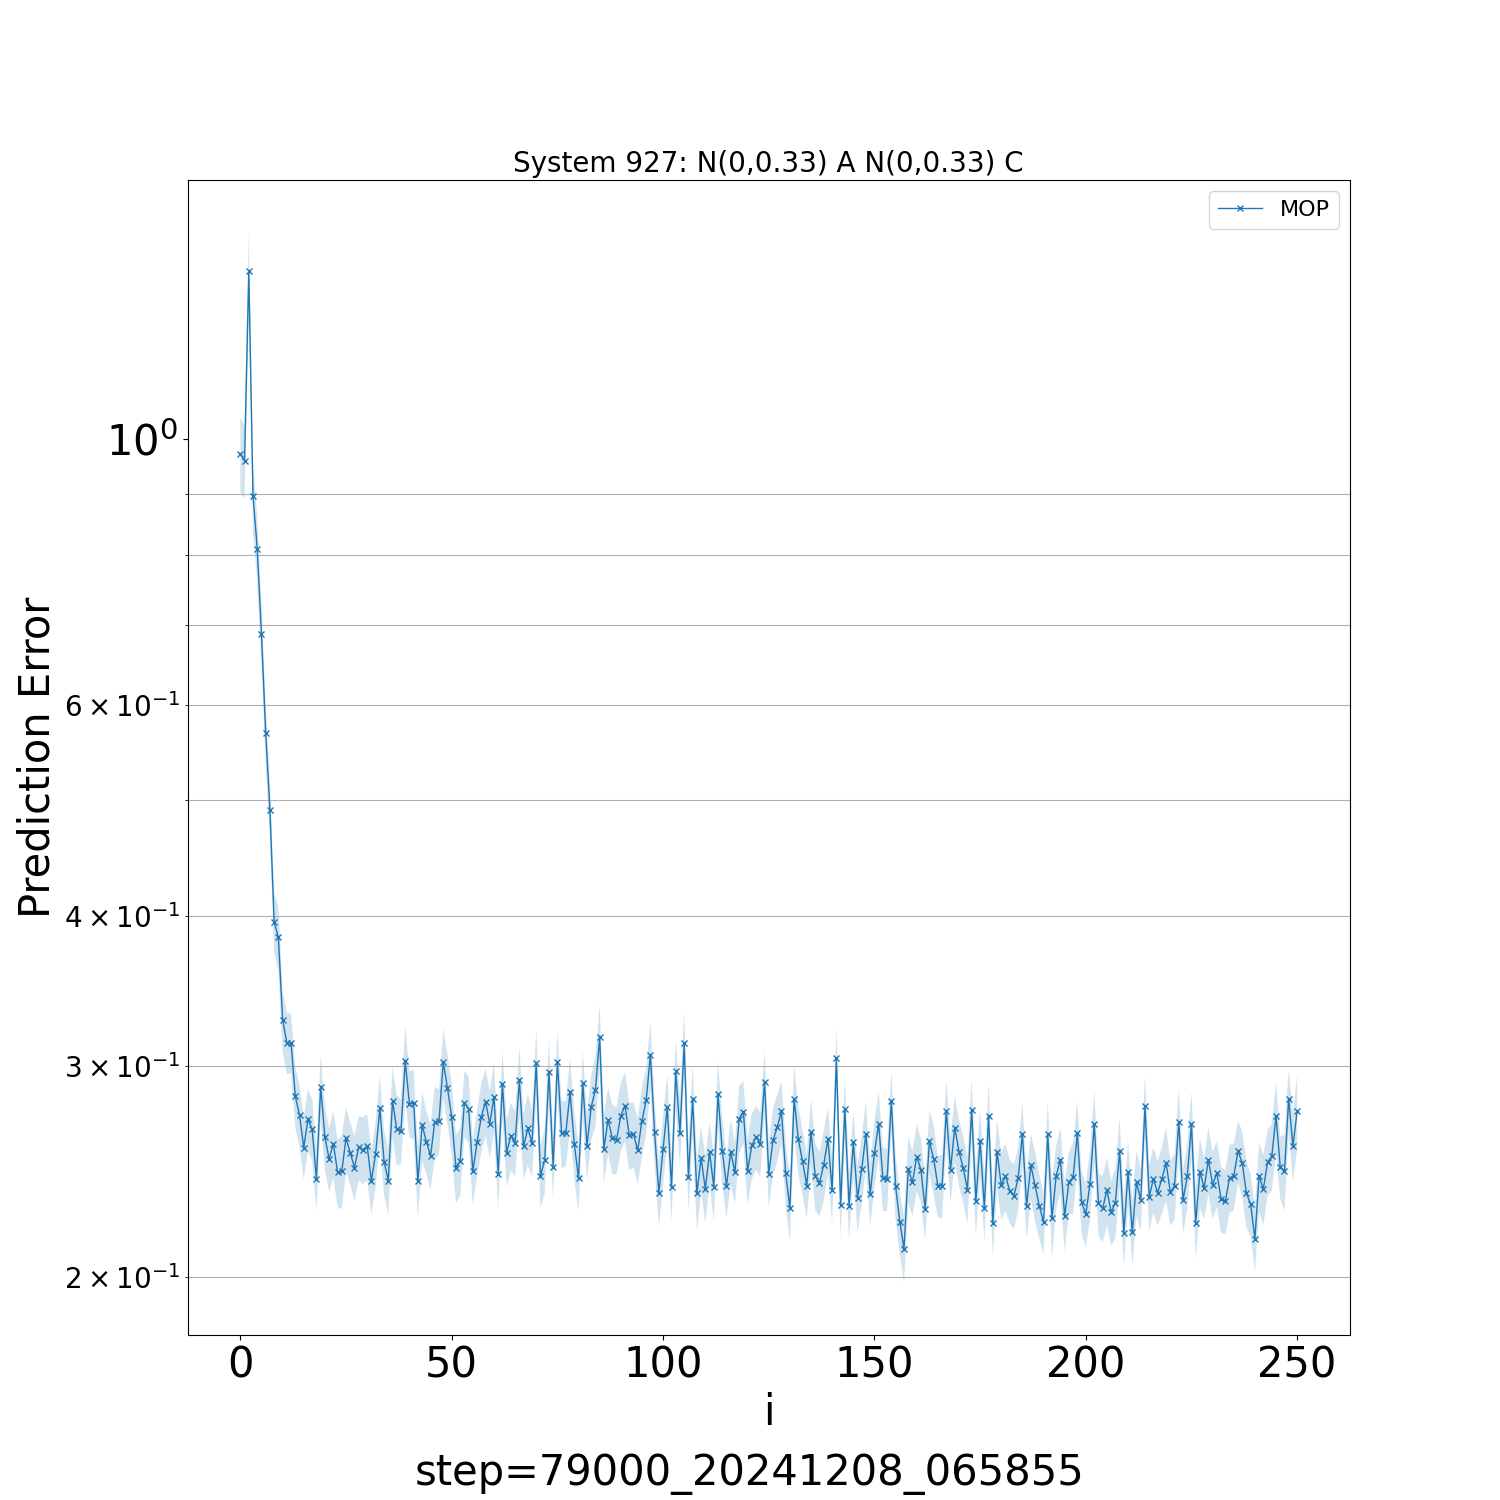 System 927: N(0,0.33) A N(0,0.33) C
MOP
Prediction Error
10⁰
6 × 10⁻¹
4 × 10⁻¹
3 × 10⁻¹
2 × 10⁻¹
0 50 100 150 200 250
i
step=79000_20241208_065855